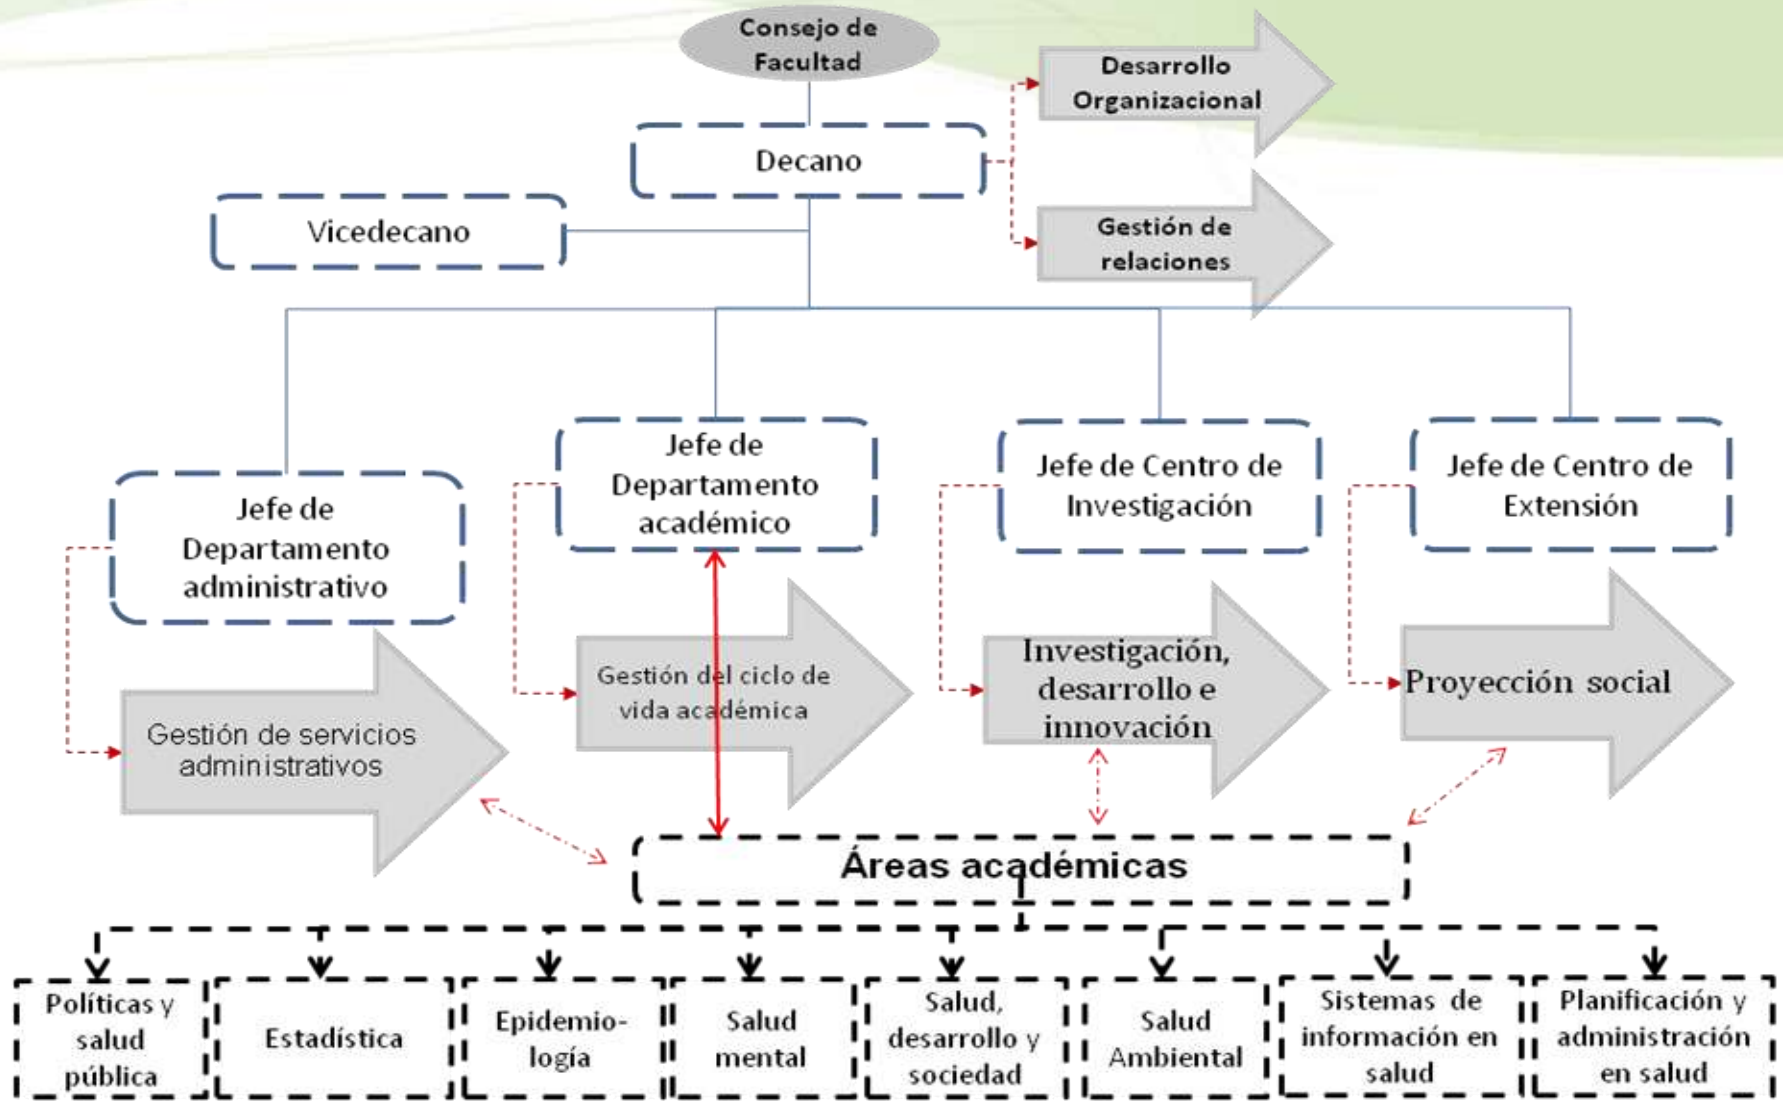 Consejo de
Facultad
Desarrollo
Organizacional
Decano
Vicedecano
Gestión de
relaciones
Jefe de
Departamento
administrativo
Jefe de
Departamento
académico
Jefe de Centro de
Investigación
Jefe de Centro de
Extensión
Gestión de servicios
administrativos
Gestión del ciclo de
vida académica
Investigación,
desarrollo e
innovación
Proyección social
Áreas académicas
Políticas y
salud
pública
Estadística
Epidemio-
logía
Salud
mental
Salud,
desarrollo y
sociedad
Salud
Ambiental
Sistemas de
información en
salud
Planificación y
administración
en salud